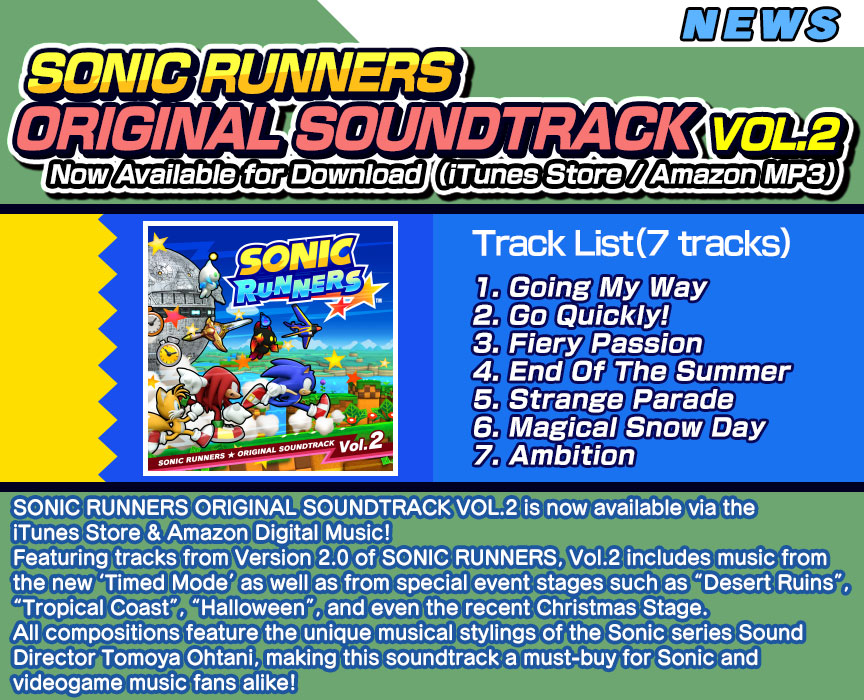 NEWS
SONIC RUNNERS
ORIGINAL SOUNDTRACK VOL.2
Now Available for Download (iTunes Store / Amazon MP3)
SONIC
RUNNERS
TM
SONIC RUNNERS ★ ORIGINAL SOUNDTRACK Vol.2
Track List(7 tracks)
1. Going My Way
2. Go Quickly!
3. Fiery Passion
4. End Of The Summer
5. Strange Parade
6. Magical Snow Day
7. Ambition
SONIC RUNNERS ORIGINAL SOUNDTRACK VOL.2 is now available via the
iTunes Store & Amazon Digital Music!
Featuring tracks from Version 2.0 of SONIC RUNNERS, Vol.2 includes music from
the new ‘Timed Mode’ as well as from special event stages such as “Desert Ruins”,
“Tropical Coast”, “Halloween”, and even the recent Christmas Stage.
All compositions feature the unique musical stylings of the Sonic series Sound
Director Tomoya Ohtani, making this soundtrack a must-buy for Sonic and
videogame music fans alike!